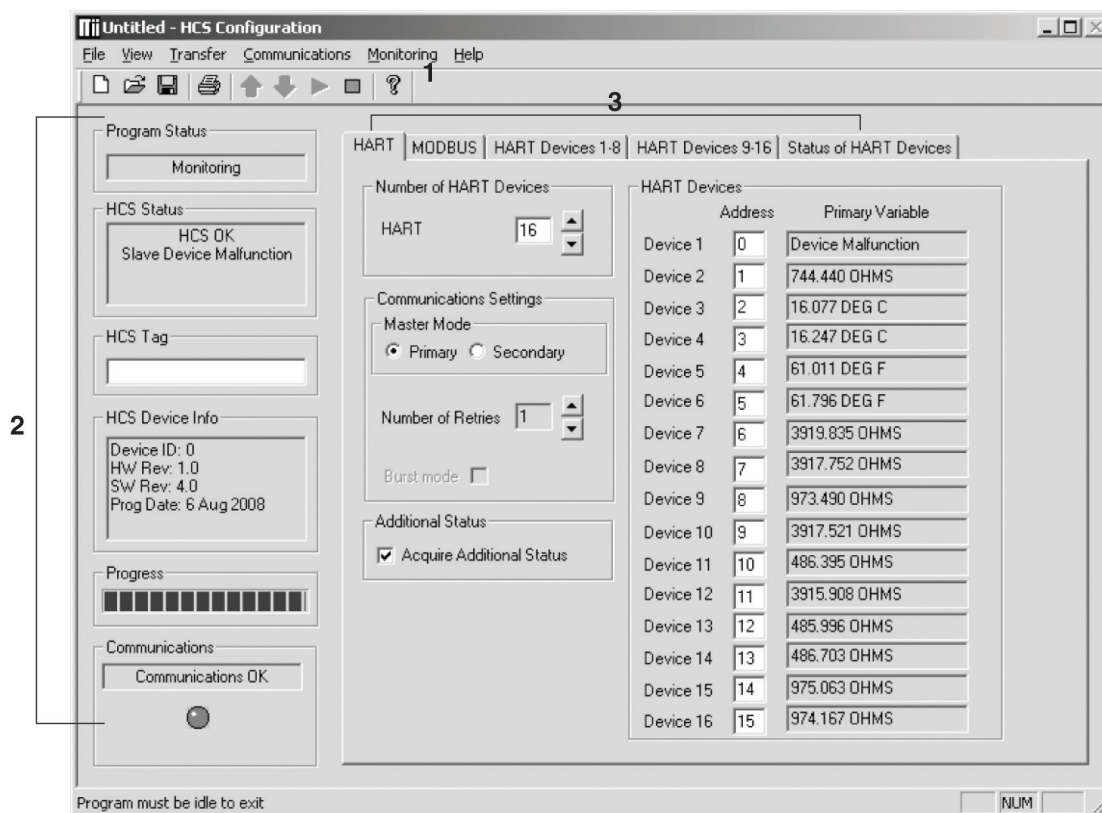 Untitled - HCS Configuration
File View Transfer Communications Monitoring Help
1
2
3
Program Status
Monitoring
HCS Status
HCS OK
Slave Device Malfunction
HCS Tag
HCS Device Info
Device ID: 0
HW Rev: 1.0
SW Rev: 4.0
Prog Date: 6 Aug 2008
Progress
Communications
Communications OK
HART MODBUS HART Devices 1-8 HART Devices 9-16 Status of HART Devices
Number of HART Devices
HART 16
Communications Settings
Master Mode
Primary Secondary
Number of Retries 1
Burst mode
Additional Status
Acquire Additional Status
HART Devices
Address Primary Variable
Device 1 0 Device Malfunction
Device 2 1 744.440 OHMS
Device 3 2 16.077 DEG C
Device 4 3 16.247 DEG C
Device 5 4 61.011 DEG F
Device 6 5 61.796 DEG F
Device 7 6 3919.835 OHMS
Device 8 7 3917.752 OHMS
Device 9 8 973.490 OHMS
Device 10 9 3917.521 OHMS
Device 11 10 486.395 OHMS
Device 12 11 3915.908 OHMS
Device 13 12 485.996 OHMS
Device 14 13 486.703 OHMS
Device 15 14 975.063 OHMS
Device 16 15 974.167 OHMS
Program must be idle to exit
NUM